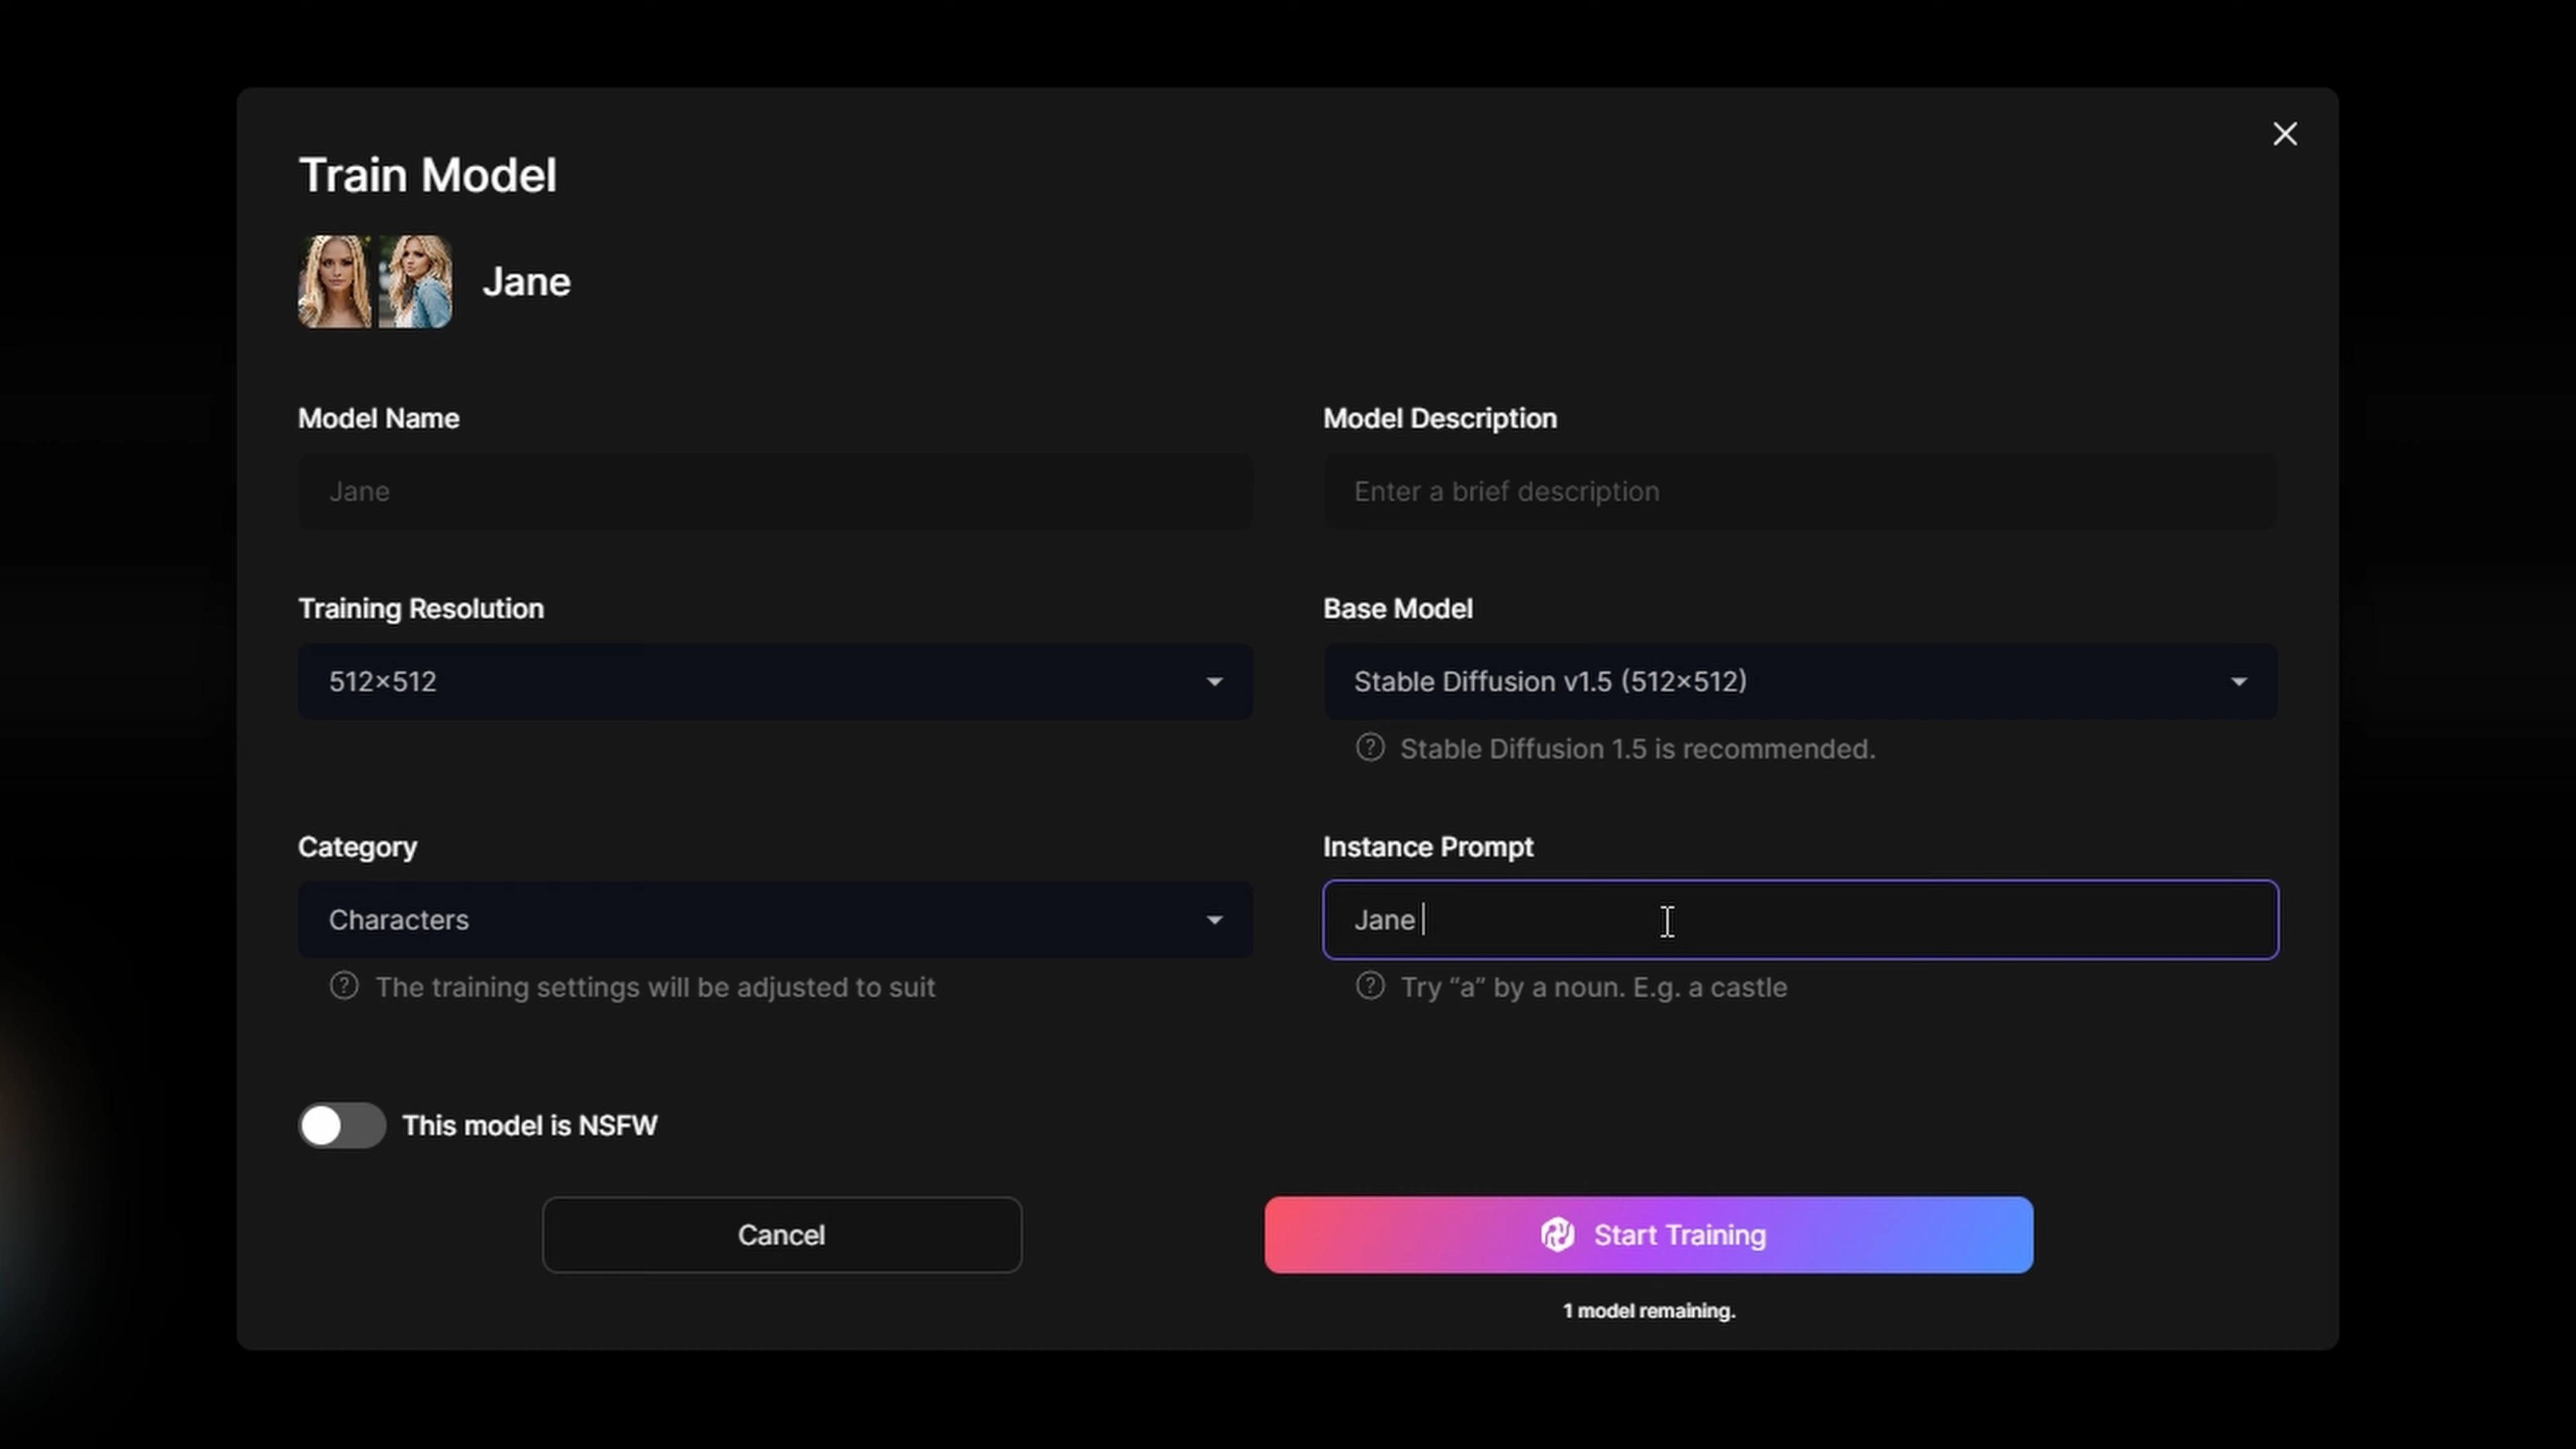 Train Model
Jane
Model Name
Model Description
Jane
Enter a brief description
Training Resolution
Base Model
512×512
Stable Diffusion v1.5 (512×512)
Stable Diffusion 1.5 is recommended.
Category
Instance Prompt
Characters
Jane
The training settings will be adjusted to suit
Try “a” by a noun. E.g. a castle
This model is NSFW
Cancel
Start Training
1 model remaining.